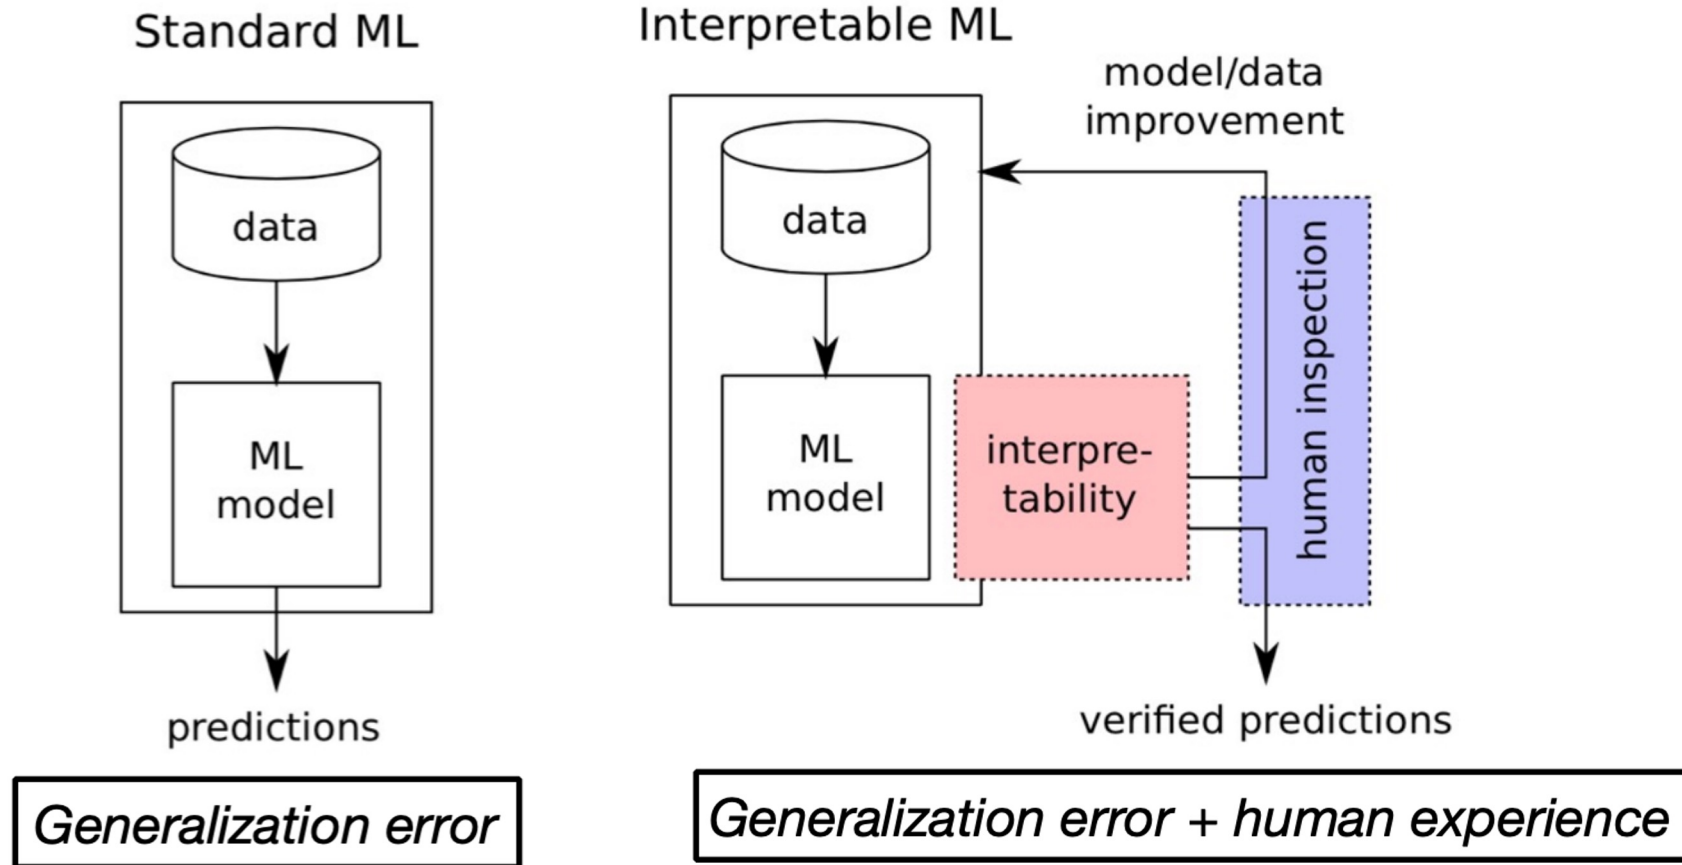 Standard ML
data
ML
model
predictions
Generalization error
Interpretable ML
model/data
improvement
data
ML
model
interpre-
tability
human inspection
verified predictions
Generalization error + human experience